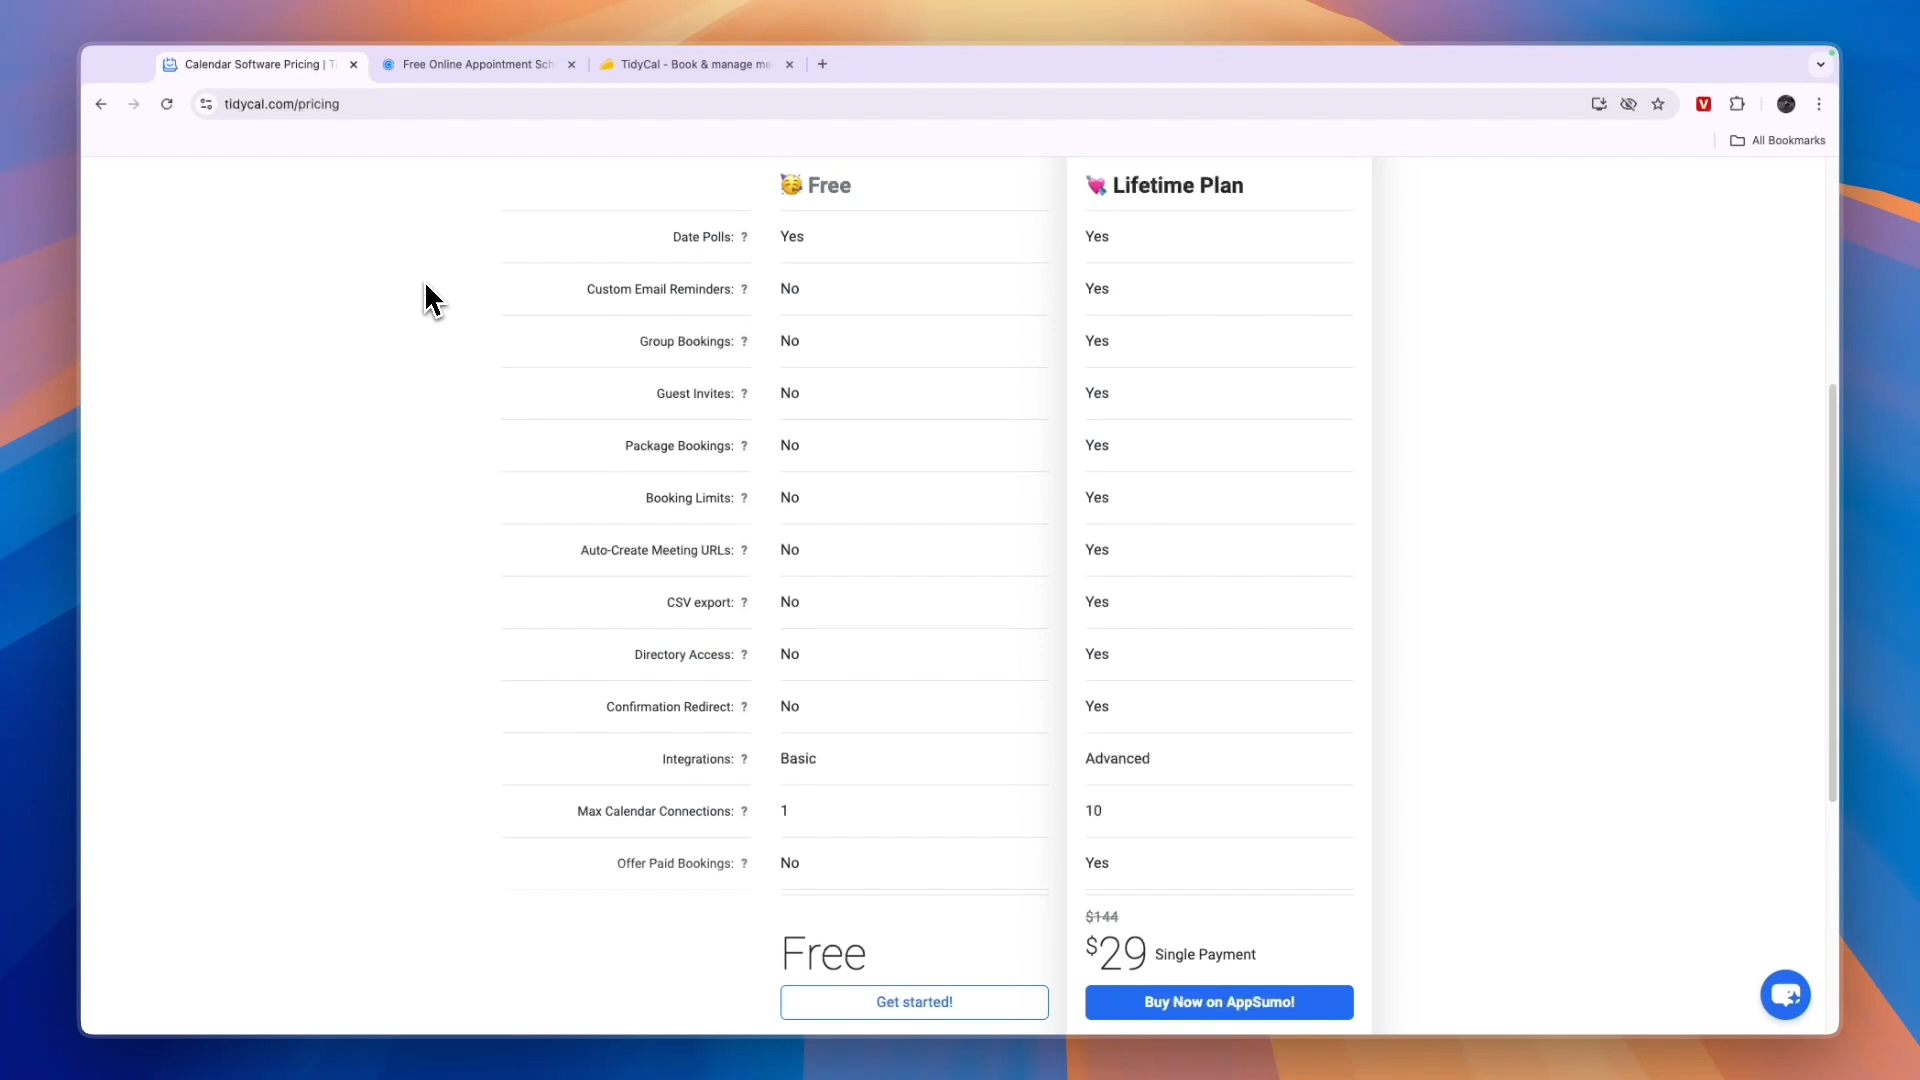 Calendar Software Pricing | T
Free Online Appointment Sch
TidyCal - Book & manage me
tidycal.com/pricing
V
All Bookmarks
Free
Lifetime Plan
Date Polls: ? Yes Yes
Custom Email Reminders: ? No Yes
Group Bookings: ? No Yes
Guest Invites: ? No Yes
Package Bookings: ? No Yes
Booking Limits: ? No Yes
Auto-Create Meeting URLs: ? No Yes
CSV export: ? No Yes
Directory Access: ? No Yes
Confirmation Redirect: ? No Yes
Integrations: ? Basic Advanced
Max Calendar Connections: ? 1 10
Offer Paid Bookings: ? No Yes
$144
Free
$29 Single Payment
Get started!
Buy Now on AppSumo!